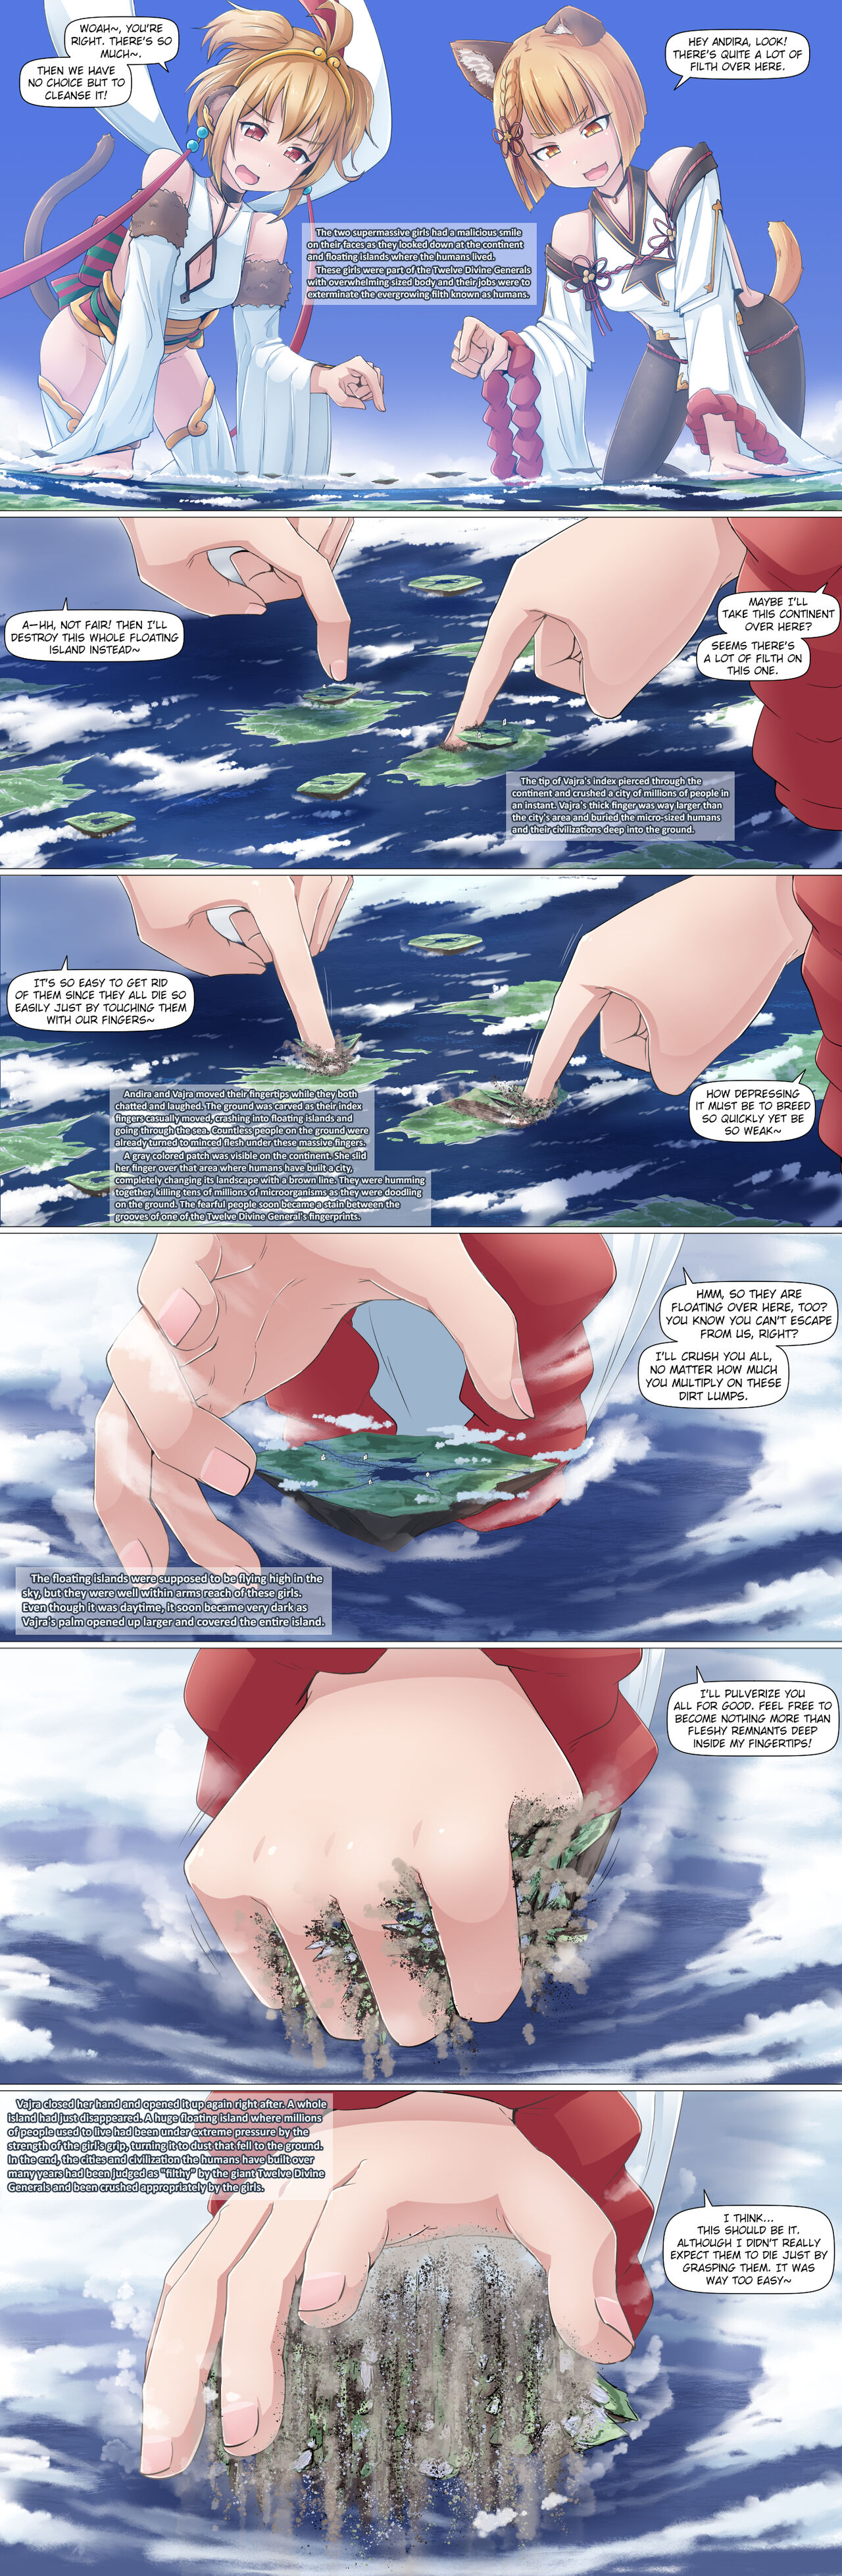 WOAH~, YOU'RE
RIGHT. THERE'S SO
MUCH~.
THEN WE HAVE
NO CHOICE BUT TO
CLEANSE IT!
HEY ANDIRA, LOOK!
THERE'S QUITE A LOT OF
FILTH OVER HERE.
The two supermassive girls had a malicious smile
on their faces as they looked down at the continent
and floating islands where the humans lived.
These girls were part of the Twelve Divine Generals
with overwhelming sized body and their jobs were to
exterminate the evergrowing filth known as humans.
A-HH, NOT FAIR! THEN I'LL
DESTROY THIS WHOLE FLOATING
ISLAND INSTEAD~
MAYBE I'LL
TAKE THIS CONTINENT
OVER HERE?
SEEMS THERE'S
A LOT OF FILTH ON
THIS ONE.
The tip of Vajra's index pierced through the
continent and crushed a city of millions of people in
an instant. Vajra's thick finger was way larger than
the city's area and buried the micro-sized humans
and their civilizations deep into the ground.
IT'S SO EASY TO GET RID
OF THEM SINCE THEY ALL DIE SO
EASILY JUST BY TOUCHING THEM
WITH OUR FINGERS~
HOW DEPRESSING
IT MUST BE TO BREED
SO QUICKLY YET BE
SO WEAK~
Andira and Vajra moved their fingertips while they both
chatted and laughed. The ground was carved as their index
fingers casually moved, crashing into floating islands and
going through the sea. Countless people on the ground were
already turned to minced flesh under these massive fingers.
A gray colored patch was visible on the continent. She slid
her finger over that area where humans have built a city,
completely changing its landscape with a brown line. They were humming
together, killing tens of millions of microorganisms as they were doodling
on the ground. The fearful people soon became a stain between the
grooves of one of the Twelve Divine General's fingerprints.
HMM, SO THEY ARE
FLOATING OVER HERE, TOO?
YOU KNOW YOU CAN'T ESCAPE
FROM US, RIGHT?
I'LL CRUSH YOU ALL,
NO MATTER HOW MUCH
YOU MULTIPLY ON THESE
DIRT LUMPS.
The floating islands were supposed to be flying high in the
sky, but they were well within arms reach of these girls.
Even though it was daytime, it soon became very dark as
Vajra's palm opened up larger and covered the entire island.
I'LL PULVERIZE YOU
ALL FOR GOOD. FEEL FREE TO
BECOME NOTHING MORE THAN
FLESHY REMNANTS DEEP
INSIDE MY FINGERTIPS!
Vajra closed her hand and opened it up again right after. A whole
island had just disappeared. A huge floating island where millions
of people used to live had been under extreme pressure by the
strength of the girl's grip, turning it to dust that fell to the ground.
In the end, the cities and civilization the humans have built over
many years had been judged as "filthy" by the giant Twelve Divine
Generals and been crushed appropriately by the girls.
I THINK...
THIS SHOULD BE IT.
ALTHOUGH I DIDN'T REALLY
EXPECT THEM TO DIE JUST BY
GRASPING THEM. IT WAS
WAY TOO EASY~